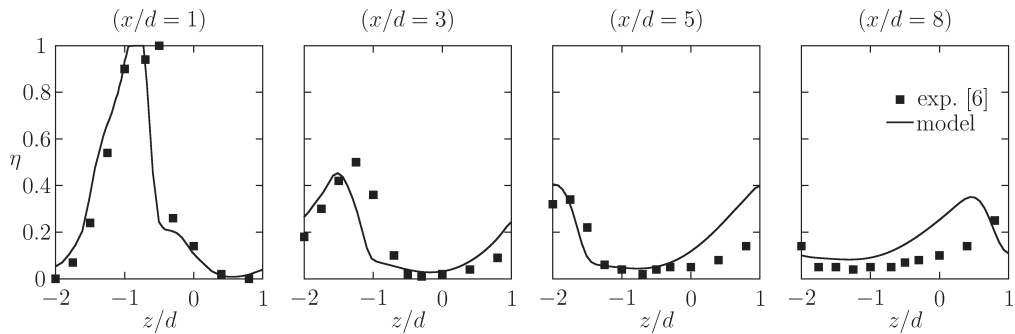 (x/d = 1) (x/d = 3) (x/d = 5) (x/d = 8)
1
0.8
0.6
η
0.4
0.2
0
exp. [6]
model
−2 −1 0 1 −2 −1 0 1 −2 −1 0 1 −2 −1 0 1
z/d z/d z/d z/d